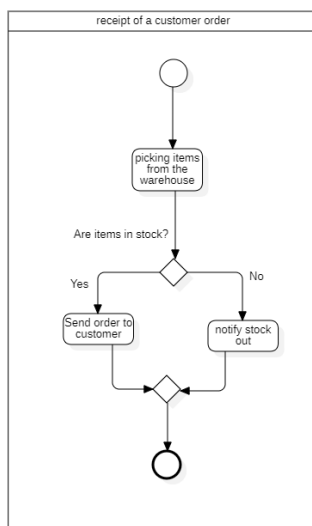 receipt of a customer order
picking items
from the
warehouse
Are items in stock?
Yes
No
Send order to
customer
notify stock
out